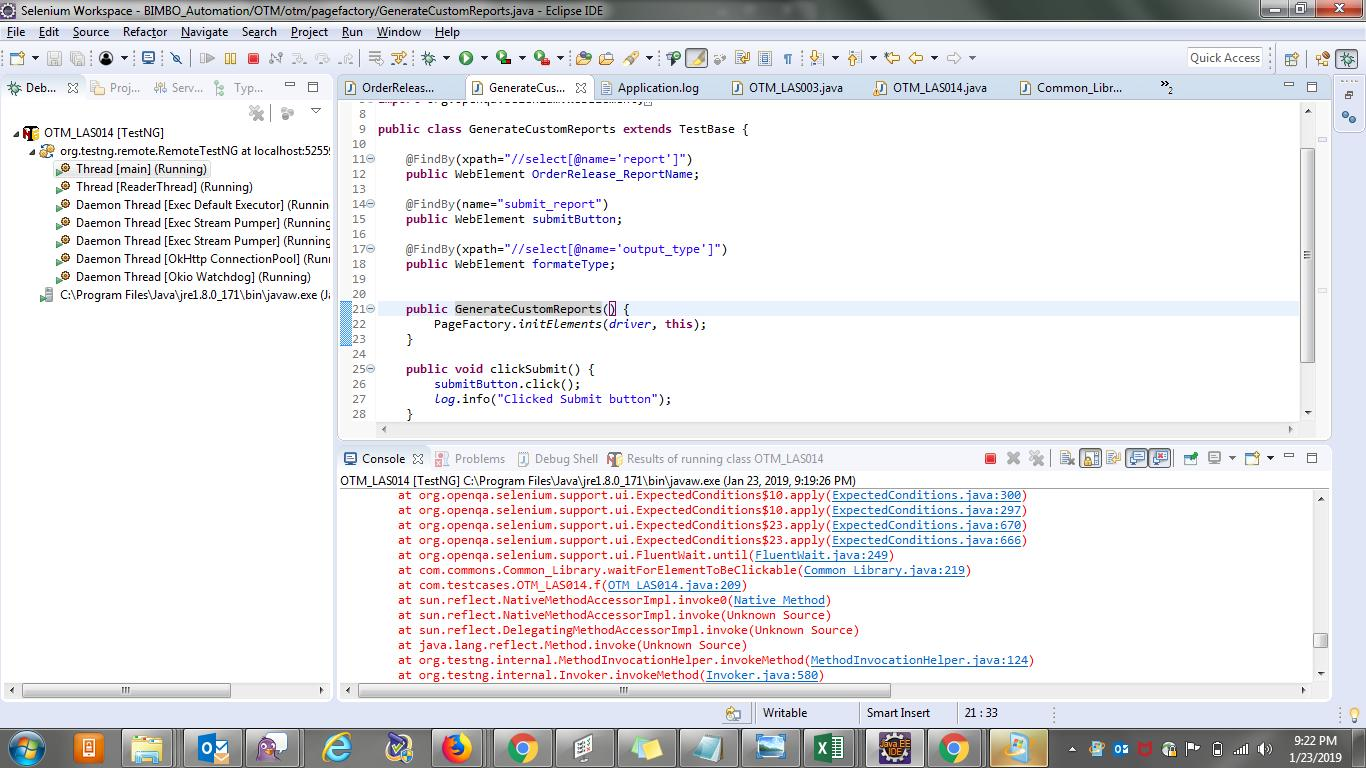 Selenium Workspace - BIMBO_Automation/OTM/otm/pagefactory/GenerateCustomReports.java - Eclipse IDE
File Edit Source Refactor Navigate Search Project Run Window Help
Quick Access
Deb... Proj... Serv... Typ...
OTM_LAS014 [TestNG]
org.testng.remote.RemoteTestNG at localhost:5255
Thread [main] (Running)
Thread [ReaderThread] (Running)
Daemon Thread [Exec Default Executor] (Runnin
Daemon Thread [Exec Stream Pumper] (Running
Daemon Thread [Exec Stream Pumper] (Running
Daemon Thread [OkHttp ConnectionPool] (Runn
Daemon Thread [Okio Watchdog] (Running)
C:\Program Files\Java\jre1.8.0_171\bin\javaw.exe (Ja
OrderReleas... GenerateCus... Application.log OTM_LAS003.java OTM_LAS014.java Common_Libr... »2
8
9 public class GenerateCustomReports extends TestBase {
10
11 @FindBy(xpath="//select[@name='report']")
12 public WebElement OrderRelease_ReportName;
13
14 @FindBy(name="submit_report")
15 public WebElement submitButton;
16
17 @FindBy(xpath="//select[@name='output_type']")
18 public WebElement formateType;
19
20
21 public GenerateCustomReports() {
22 PageFactory.initElements(driver, this);
23 }
24
25 public void clickSubmit() {
26 submitButton.click();
27 log.info("Clicked Submit button");
28 }
Console Problems Debug Shell Results of running class OTM_LAS014
OTM_LAS014 [TestNG] C:\Program Files\Java\jre1.8.0_171\bin\javaw.exe (Jan 23, 2019, 9:19:26 PM)
at org.openqa.selenium.support.ui.ExpectedConditions$10.apply(ExpectedConditions.java:300)
at org.openqa.selenium.support.ui.ExpectedConditions$10.apply(ExpectedConditions.java:297)
at org.openqa.selenium.support.ui.ExpectedConditions$23.apply(ExpectedConditions.java:670)
at org.openqa.selenium.support.ui.ExpectedConditions$23.apply(ExpectedConditions.java:666)
at org.openqa.selenium.support.ui.FluentWait.until(FluentWait.java:249)
at com.commons.Common_Library.waitForElementToBeClickable(Common_Library.java:219)
at com.testcases.OTM_LAS014.f(OTM_LAS014.java:209)
at sun.reflect.NativeMethodAccessorImpl.invoke0(Native Method)
at sun.reflect.NativeMethodAccessorImpl.invoke(Unknown Source)
at sun.reflect.DelegatingMethodAccessorImpl.invoke(Unknown Source)
at java.lang.reflect.Method.invoke(Unknown Source)
at org.testng.internal.MethodInvocationHelper.invokeMethod(MethodInvocationHelper.java:124)
at org.testng.internal.Invoker.invokeMethod(Invoker.java:580)
Writable Smart Insert 21 : 33
Java EE IDE
9:22 PM
1/23/2019